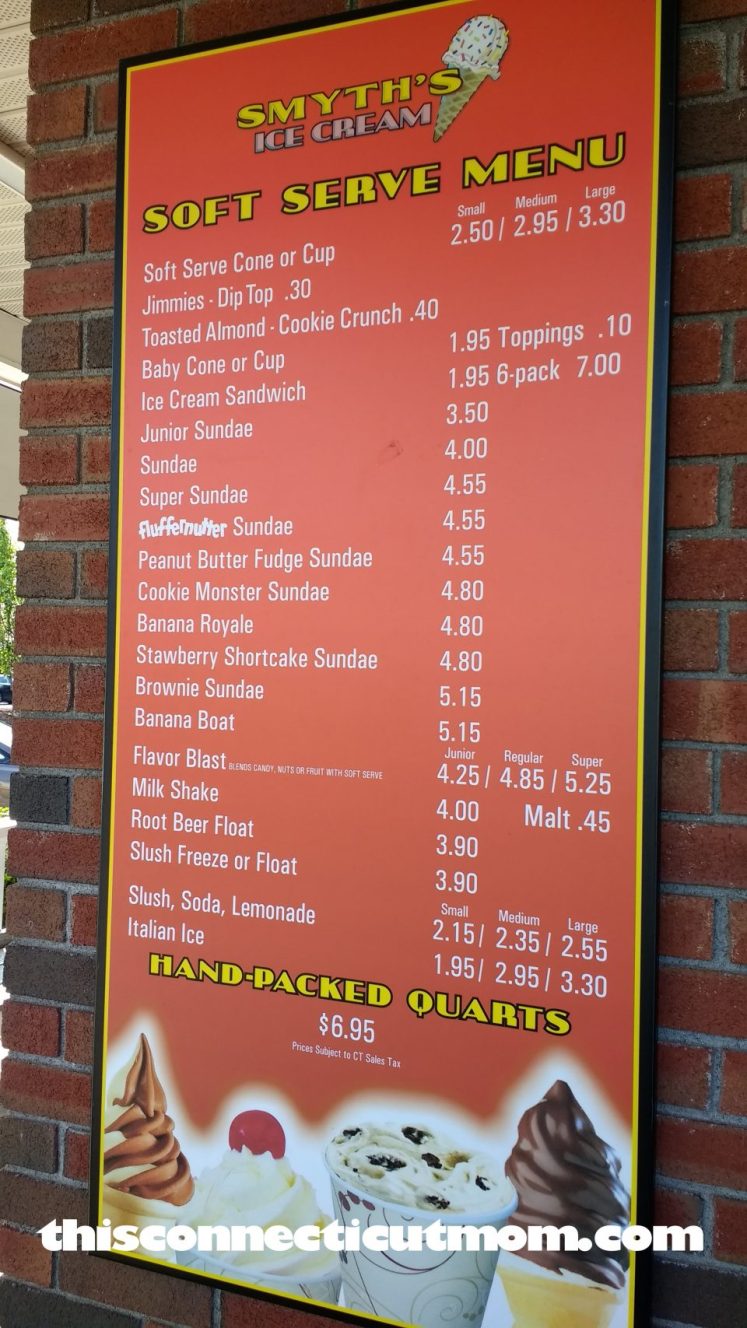 SMYTH'S
ICE CREAM
SOFT SERVE MENU
Small Medium Large
Soft Serve Cone or Cup 2.50 / 2.95 / 3.30
Jimmies - Dip Top .30
Toasted Almond - Cookie Crunch .40
Baby Cone or Cup 1.95 Toppings .10
Ice Cream Sandwich 1.95 6-pack 7.00
Junior Sundae 3.50
Sundae 4.00
Super Sundae 4.55
fluffernutter Sundae 4.55
Peanut Butter Fudge Sundae 4.55
Cookie Monster Sundae 4.80
Banana Royale 4.80
Stawberry Shortcake Sundae 4.80
Brownie Sundae 5.15
Banana Boat 5.15
Junior Regular Super
Flavor Blast BLENDS CANDY, NUTS OR FRUIT WITH SOFT SERVE 4.25 / 4.85 / 5.25
Milk Shake 4.00 Malt .45
Root Beer Float 3.90
Slush Freeze or Float 3.90
Small Medium Large
Slush, Soda, Lemonade 2.15 / 2.35 / 2.55
Italian Ice 1.95 / 2.95 / 3.30
HAND-PACKED QUARTS
$6.95
Prices Subject to CT Sales Tax
thisconnecticutmom.com